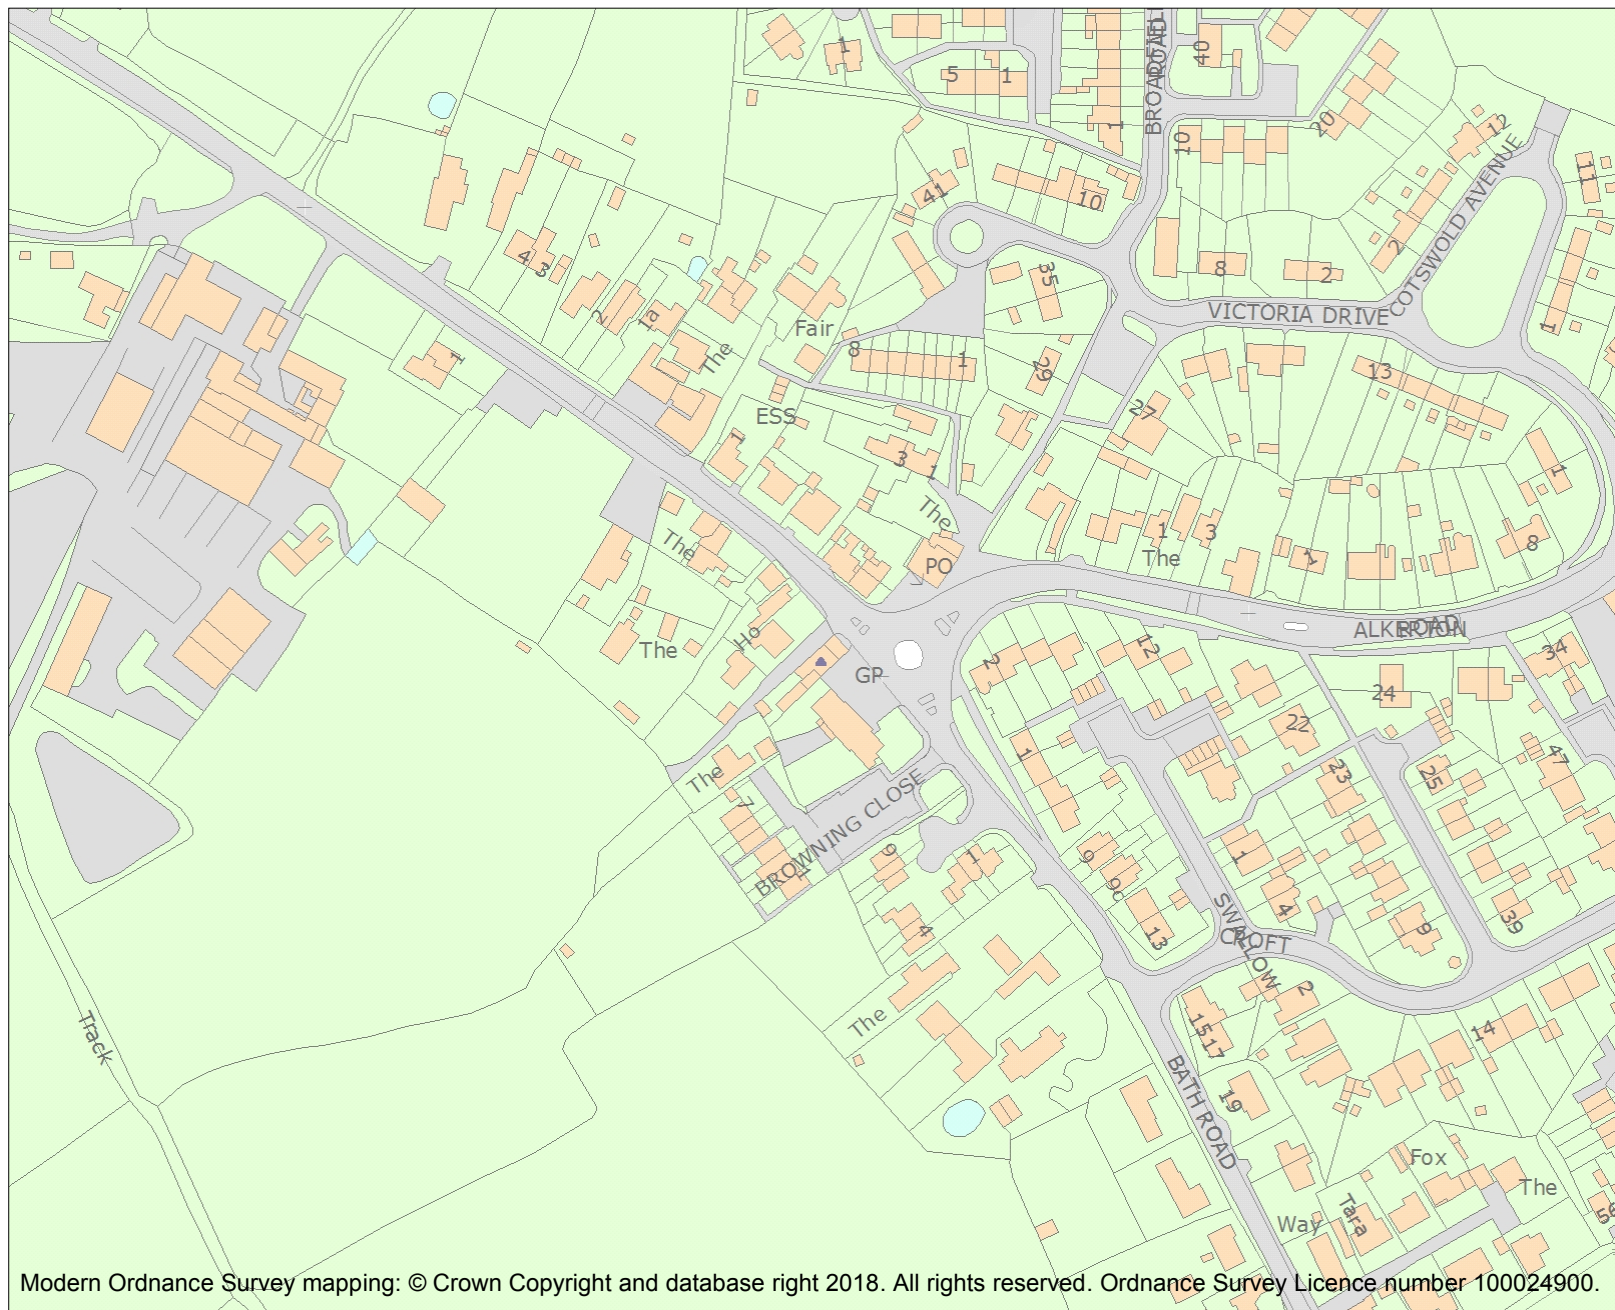 1
5
1
BROADFIELD
ROAD
40
1
10
20
12
COTSWOLD AVENUE
11
41
10
2
4
3
35
8
2
VICTORIA DRIVE
1
2
1a
The
Fair
8
1
29
13
1
27
ESS
1
3
1
The
1
3
The
1
8
1
The
PO
The
Ho
GP
2
12
ALKERTON
ROAD
34
24
22
1
The
7
BROWNING CLOSE
23
25
47
1
9
1
9
9c
4
13
1
4
SWALLOW
CROFT
9
39
The
2
15
17
14
Track
BATH ROAD
19
Fox
The
Way
Tara
56
Modern Ordnance Survey mapping: © Crown Copyright and database right 2018. All rights reserved. Ordnance Survey Licence number 100024900.